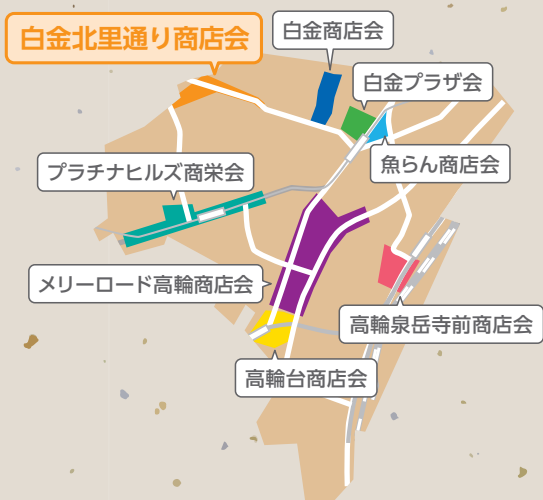 白金北里通り商店会
白金商店会
白金プラザ会
魚らん商店会
プラチナヒルズ商栄会
メリーロード高輪商店会
高輪泉岳寺前商店会
高輪台商店会